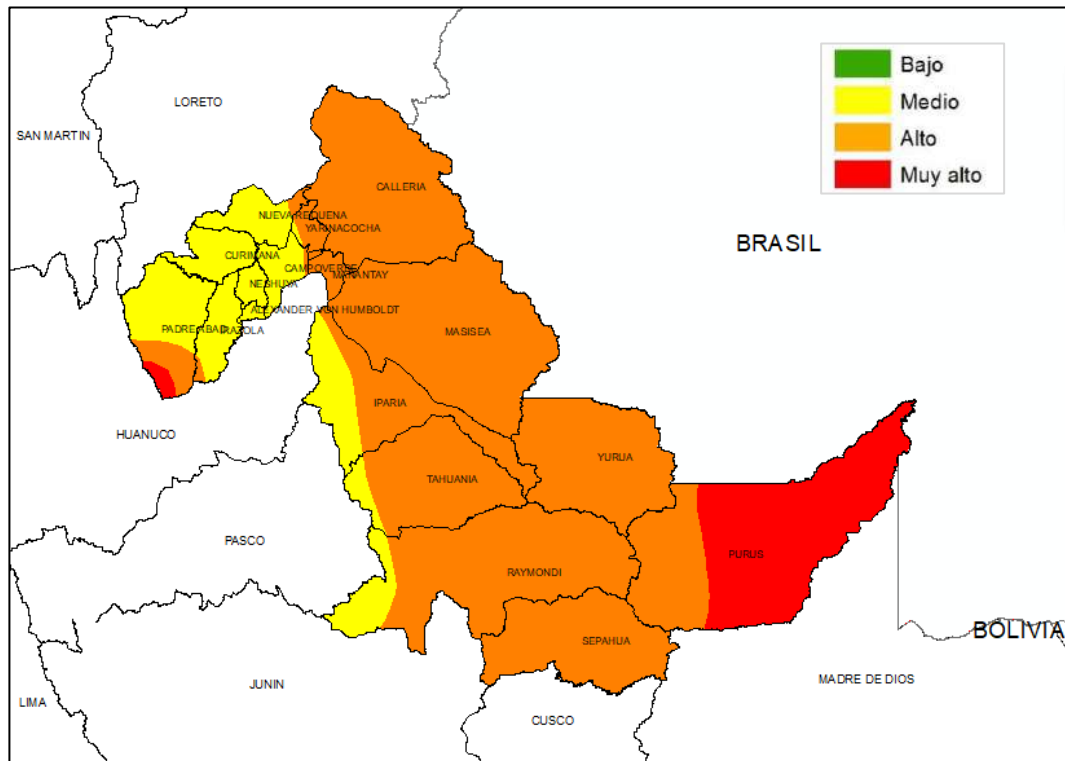 Bajo
Medio
Alto
Muy alto
LORETO
SAN MARTIN
CALLERIA
NUEVA REQUENA
YARINACOCHA
BRASIL
CURIMANA
CAMPOVERDE
MANANTAY
NESHUYA
ALEXANDER VON HUMBOLDT
PADRE ABAD
IRAZOLA
MASISEA
IPARIA
HUANUCO
YURUA
TAHUANIA
PASCO
PURUS
RAYMONDI
BOLIVIA
SEPAHUA
JUNIN
MADRE DE DIOS
LIMA
CUSCO